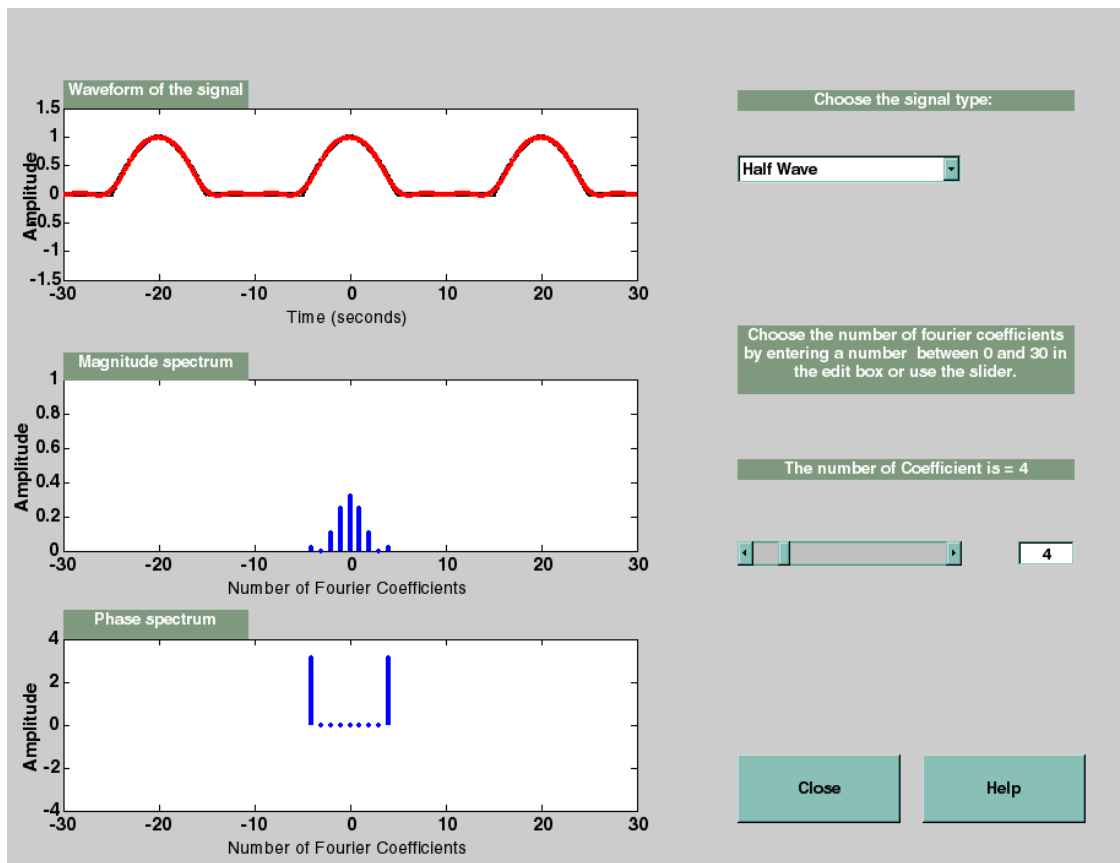 Waveform of the signal
1.5
1
0.5
0
-0.5
-1
-1.5
Amplitude
-30
-20
-10
0
10
20
30
Time (seconds)
Magnitude spectrum
1
0.8
0.6
0.4
0.2
0
Amplitude
-30
-20
-10
0
10
20
30
Number of Fourier Coefficients
Phase spectrum
4
2
0
-2
-4
Amplitude
-30
-20
-10
0
10
20
30
Number of Fourier Coefficients
Choose the signal type:
Half Wave
Choose the number of fourier coefficients
by entering a number between 0 and 30 in
the edit box or use the slider.
The number of Coefficient is = 4
4
Close
Help